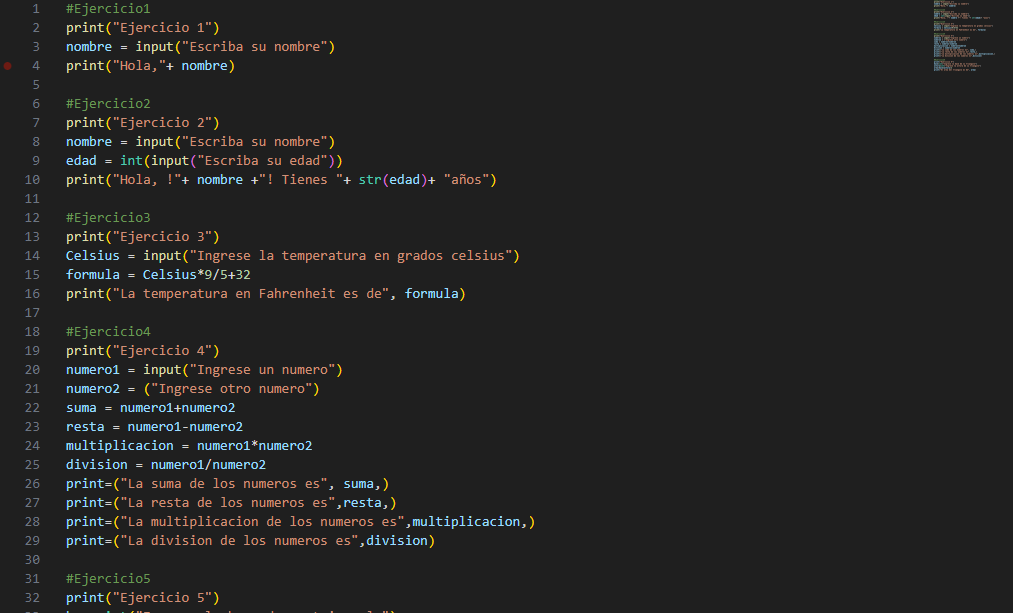 1 #Ejercicio1
2 print("Ejercicio 1")
3 nombre = input("Escriba su nombre")
4 print("Hola,"+ nombre)
5
6 #Ejercicio2
7 print("Ejercicio 2")
8 nombre = input("Escriba su nombre")
9 edad = int(input("Escriba su edad"))
10 print("Hola, !"+ nombre +"! Tienes "+ str(edad)+ "años")
11
12 #Ejercicio3
13 print("Ejercicio 3")
14 Celsius = input("Ingrese la temperatura en grados celsius")
15 formula = Celsius*9/5+32
16 print("La temperatura en Fahrenheit es de", formula)
17
18 #Ejercicio4
19 print("Ejercicio 4")
20 numero1 = input("Ingrese un numero")
21 numero2 = ("Ingrese otro numero")
22 suma = numero1+numero2
23 resta = numero1-numero2
24 multiplicacion = numero1*numero2
25 division = numero1/numero2
26 print=("La suma de los numeros es", suma,)
27 print=("La resta de los numeros es",resta,)
28 print=("La multiplicacion de los numeros es",multiplicacion,)
29 print=("La division de los numeros es",division)
30
31 #Ejercicio5
32 print("Ejercicio 5")